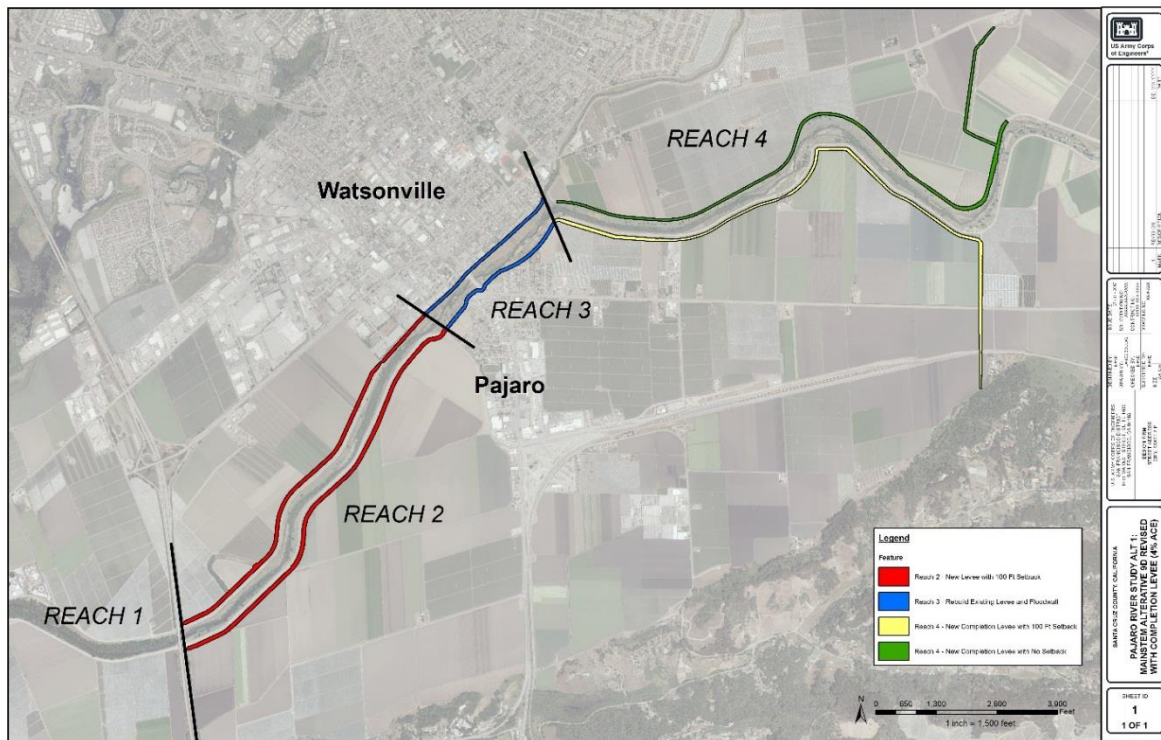 REACH 4
Watsonville
REACH 3
Pajaro
REACH 2
REACH 1
Legend
Feature
Reach 2 - New Levee with 100 Ft Setback
Reach 3 - Rebuild Existing Levee and Floodwall
Reach 4 - New Completion Levee with 100 Ft Setback
Reach 4 - New Completion Levee with No Setback
N
0 650 1,300 2,600 3,900
Feet
1 inch = 1,500 feet
US Army Corps
of Engineers®
SANTA CRUZ COUNTY, CALIFORNIA
PAJARO RIVER STUDY ALT 1:
MAINSTEM ALTERATIVE 9D REVISED
WITH COMPLETION LEVEE (4% ACE)
SHEET ID
1
1 OF 1